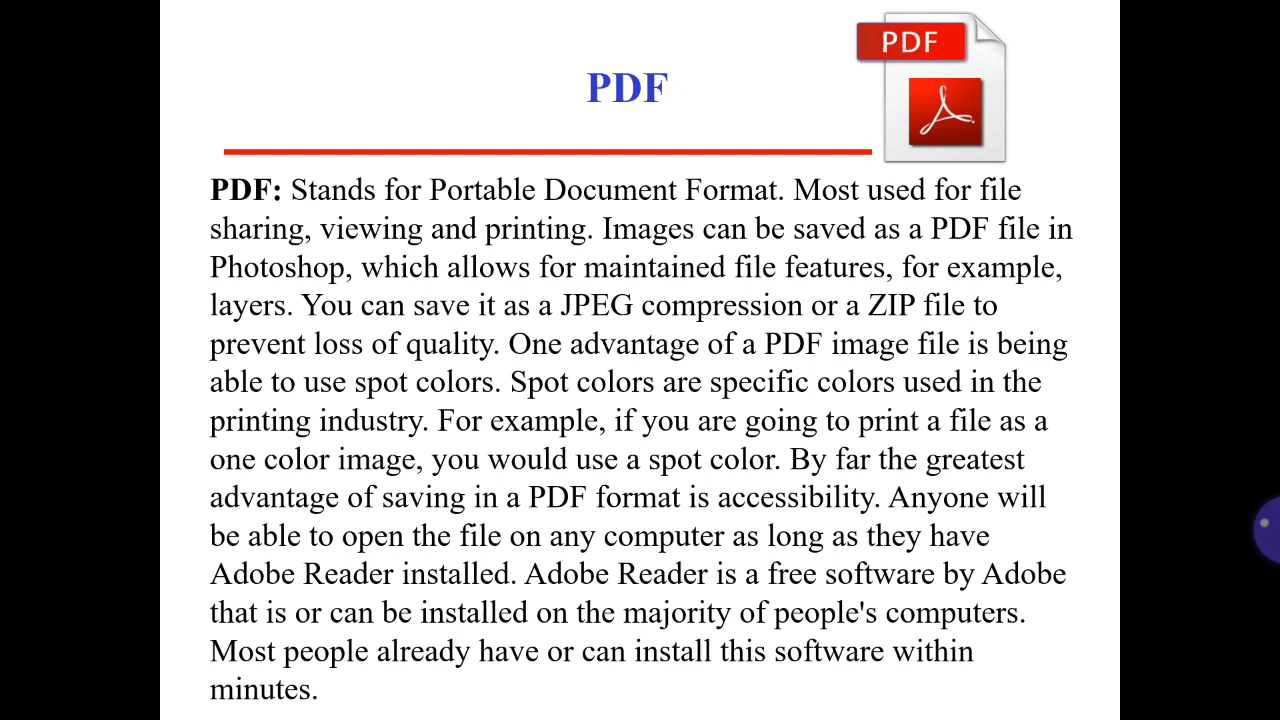 PDF
PDF
PDF: Stands for Portable Document Format. Most used for file
sharing, viewing and printing. Images can be saved as a PDF file in
Photoshop, which allows for maintained file features, for example,
layers. You can save it as a JPEG compression or a ZIP file to
prevent loss of quality. One advantage of a PDF image file is being
able to use spot colors. Spot colors are specific colors used in the
printing industry. For example, if you are going to print a file as a
one color image, you would use a spot color. By far the greatest
advantage of saving in a PDF format is accessibility. Anyone will
be able to open the file on any computer as long as they have
Adobe Reader installed. Adobe Reader is a free software by Adobe
that is or can be installed on the majority of people's computers.
Most people already have or can install this software within
minutes.